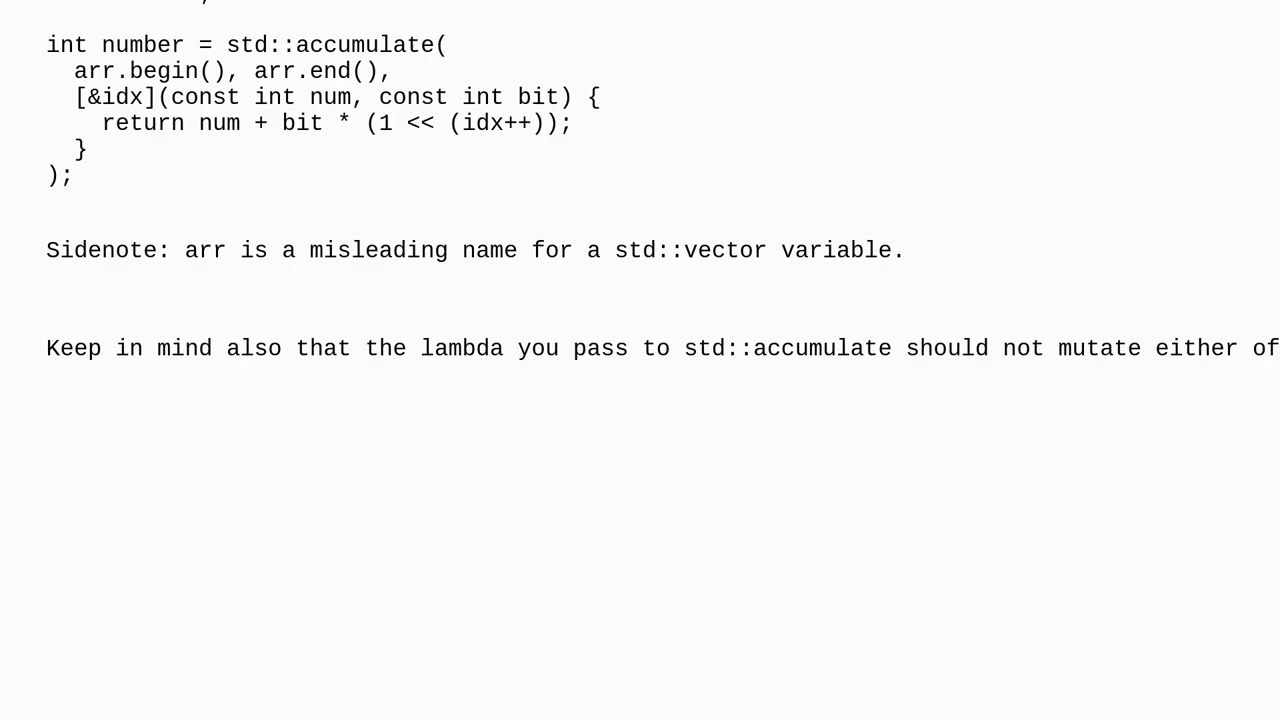 int number = std::accumulate(
  arr.begin(), arr.end(),
  [&idx](const int num, const int bit) {
    return num + bit * (1 << (idx++));
  }
);
Sidenote: arr is a misleading name for a std::vector variable.
Keep in mind also that the lambda you pass to std::accumulate should not mutate either of